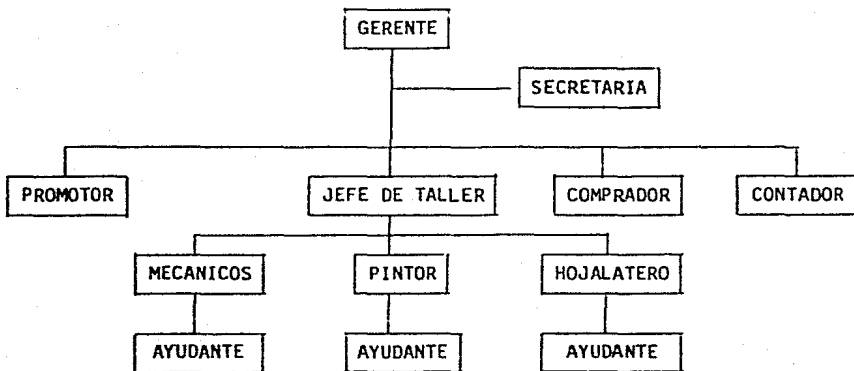 GERENTE
SECRETARIA
PROMOTOR
JEFE DE TALLER
COMPRADOR
CONTADOR
MECANICOS
PINTOR
HOJALATERO
AYUDANTE
AYUDANTE
AYUDANTE